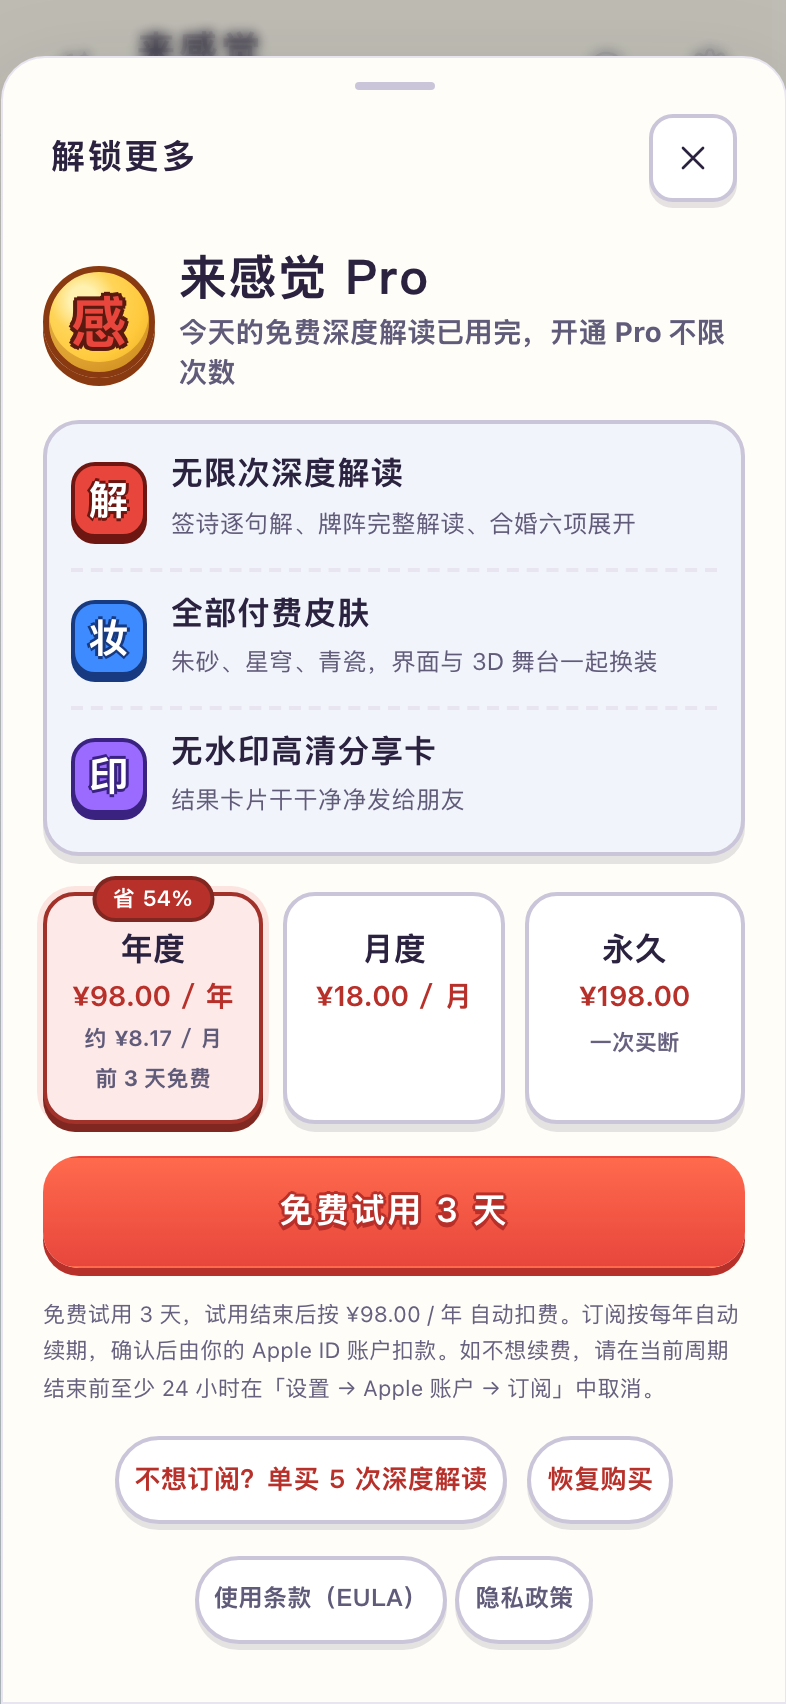 来感觉
解锁更多
感
来感觉 Pro
今天的免费深度解读已用完，开通 Pro 不限
次数
解
无限次深度解读
签诗逐句解、牌阵完整解读、合婚六项展开
妆
全部付费皮肤
朱砂、星穹、青瓷，界面与 3D 舞台一起换装
印
无水印高清分享卡
结果卡片干干净净发给朋友
省 54%
年度
¥98.00 / 年
约 ¥8.17 / 月
前 3 天免费
月度
¥18.00 / 月
永久
¥198.00
一次买断
免费试用 3 天
免费试用 3 天，试用结束后按 ¥98.00 / 年 自动扣费。订阅按每年自动
续期，确认后由你的 Apple ID 账户扣款。如不想续费，请在当前周期
结束前至少 24 小时在「设置 → Apple 账户 → 订阅」中取消。
不想订阅？单买 5 次深度解读
恢复购买
使用条款（EULA）
隐私政策